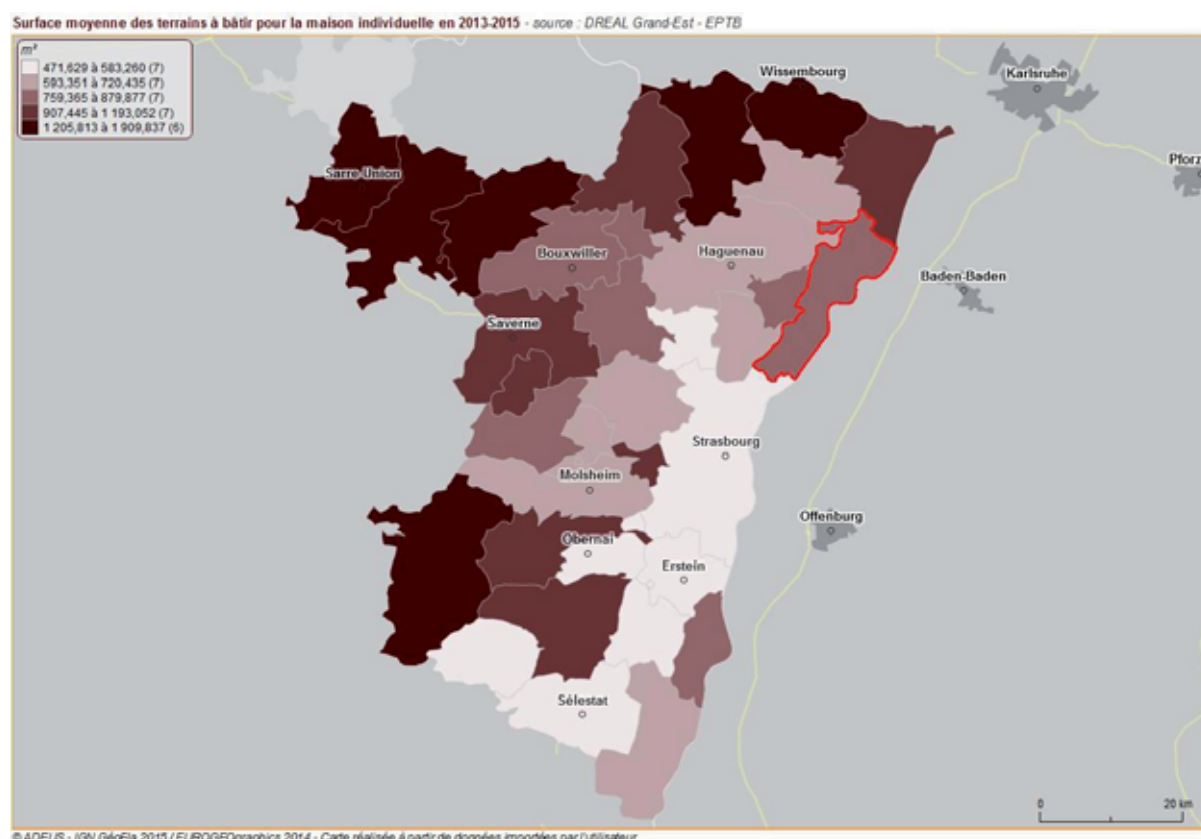 Surface moyenne des terrains à bâtir pour la maison individuelle en 2013-2015 - source : DREAL Grand-Est - EPTB
m²
471,629 à 583,260 (7)
593,351 à 720,435 (7)
759,365 à 879,877 (7)
907,445 à 1 193,052 (7)
1 205,813 à 1 909,837 (6)
Wissembourg
Karlsruhe
Pforz
Sarre-Union
Bouxwiller
Haguenau
Baden-Baden
Saverne
Strasbourg
Molsheim
Offenburg
Obernai
Erstein
Sélestat
0
20 km
© ADEUS - IGN GéoFla 2015 / EUROGEOgraphics 2014 - Carte réalisée à partir de données importées par l'utilisateur